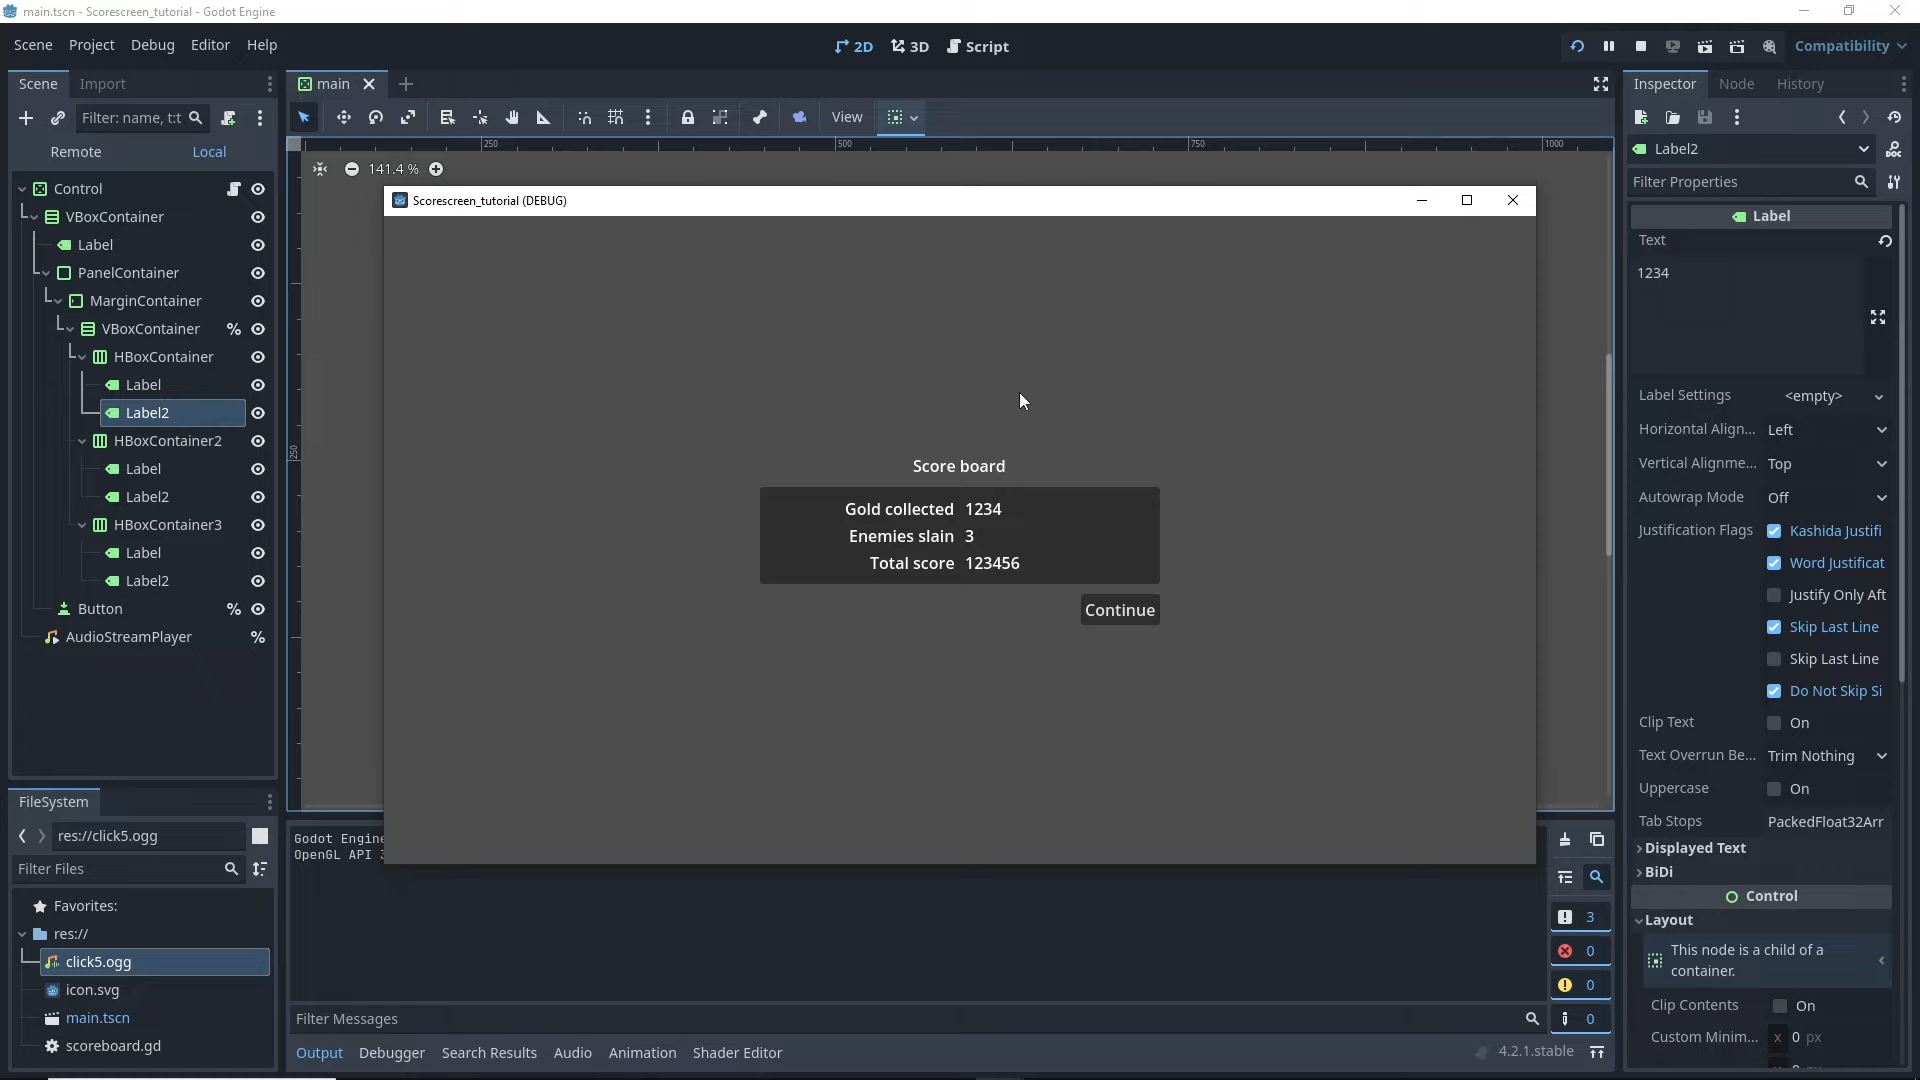 main.tscn - Scorescreen_tutorial - Godot Engine
Scene Project Debug Editor Help
2D 3D Script
Compatibility
Scene Import
main
Inspector Node History
Filter: name, t:t
View
250 500 750 1000
Remote Local
141.4 %
Label2
Filter Properties
Control
VBoxContainer
Label
PanelContainer
MarginContainer
VBoxContainer
HBoxContainer
Label
Label2
HBoxContainer2
Label
Label2
HBoxContainer3
Label
Label2
Button
AudioStreamPlayer
250
Scorescreen_tutorial (DEBUG)
Score board
Gold collected 1234
Enemies slain 3
Total score 123456
Continue
Label
Text
1234
Label Settings <empty>
Horizontal Align... Left
Vertical Alignme... Top
Autowrap Mode Off
Justification Flags Kashida Justifi
Word Justificat
Justify Only Aft
Skip Last Line
Skip Last Line
Do Not Skip Si
Clip Text On
Text Overrun Be... Trim Nothing
Uppercase On
Tab Stops PackedFloat32Arr
Displayed Text
BiDi
Control
Layout
This node is a child of a
container.
Clip Contents On
Custom Minim... x 0 px
FileSystem
res://click5.ogg
Filter Files
Favorites:
res://
click5.ogg
icon.svg
main.tscn
scoreboard.gd
Godot Engine
OpenGL API 3
3
0
0
0
Filter Messages
Output Debugger Search Results Audio Animation Shader Editor
4.2.1.stable